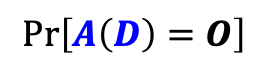 Pr[A(D) = O]